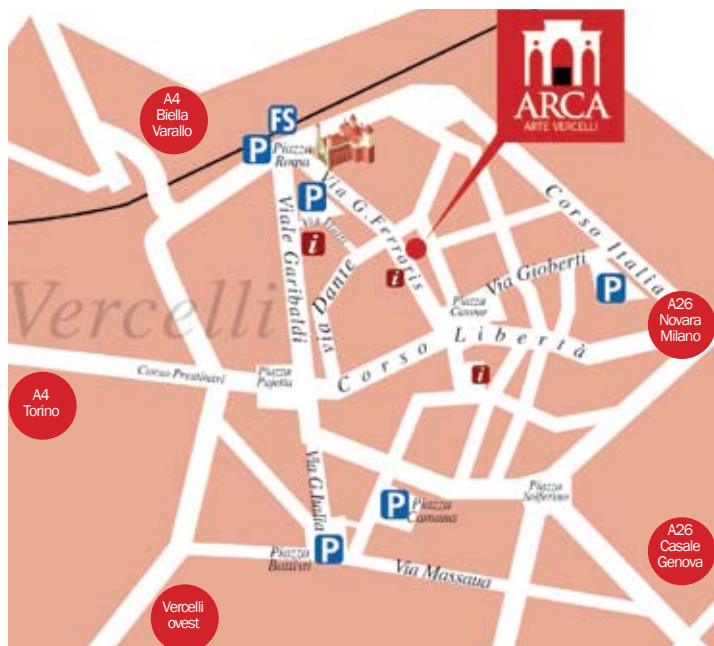 ARCA
ARTE VERCELLI
A4
Biella
Varallo
FS
P
Piazza
Roma
P
i
Via G. Ferraris
Viale Garibaldi
Via Dante
i
Corso Italia
Via Gioberti
P
Piazza
Cavour
A26
Novara
Milano
Vercelli
Corso Libertà
Corso Prestinari
Piazza
Pajetta
i
A4
Torino
Via G. Italia
P
Piazza
Camana
Piazza
Solferino
Piazza
Battisti
P
Via Massaua
A26
Casale
Genova
Vercelli
ovest